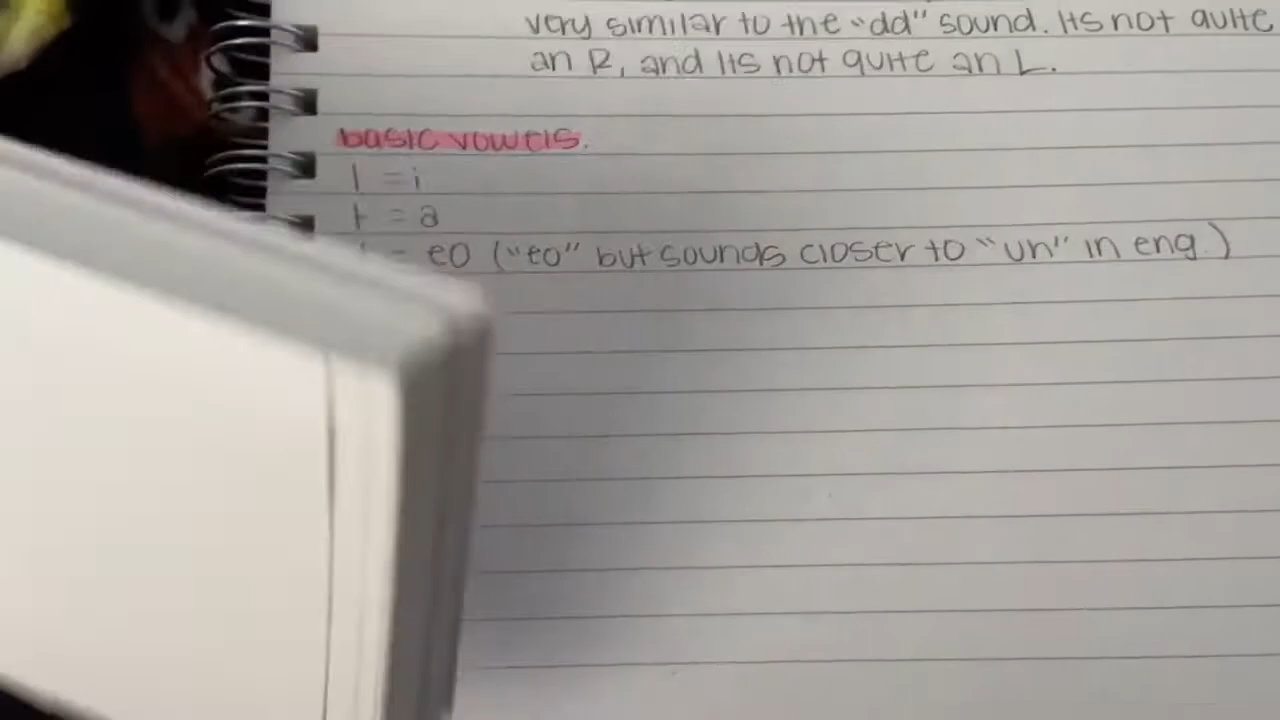 very similar to the "dd" sound. Its not quite
an R, and its not quite an L.
basic vowels.
ㅣ = i
ㅏ = a
= eo ("eo" but sounds closer to "uh" in eng.)